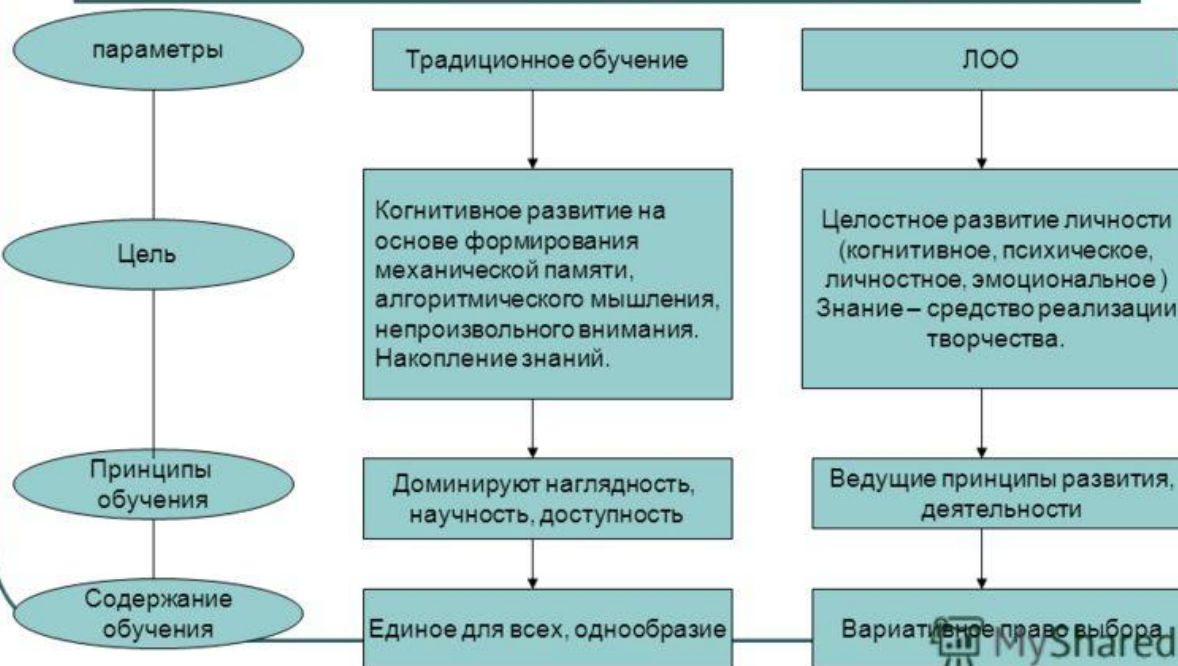 параметры
Традиционное обучение
ЛОО
Цель
Когнитивное развитие на
основе формирования
механической памяти,
алгоритмического мышления,
непроизвольного внимания.
Накопление знаний.
Целостное развитие личности
(когнитивное, психическое,
личностное, эмоциональное )
Знание – средство реализации
творчества.
Принципы
обучения
Доминируют наглядность,
научность, доступность
Ведущие принципы развития,
деятельности
Содержание
обучения
Единое для всех, однообразие
Вариативное право выбора
MyShared